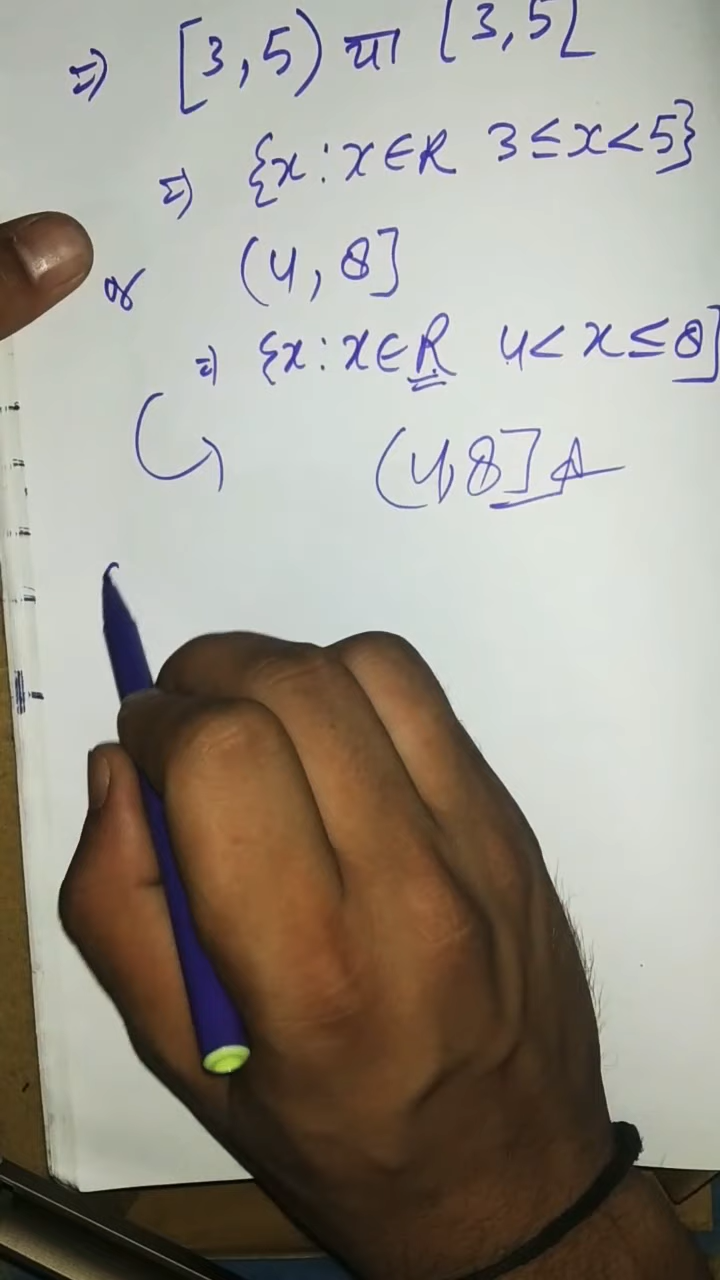 ⇒ [3,5) या [3,5[
⇒ {x:x∈R 3≤x<5}
or (4,8]
⇒ {x:x∈R 4<x≤8]
(4,8]